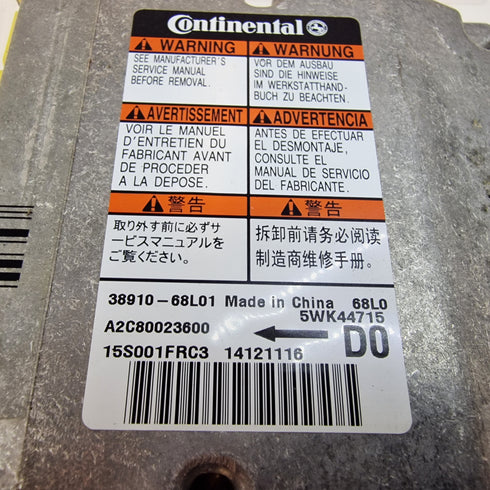 Continental
WARNING
SEE MANUFACTURER'S
SERVICE MANUAL
BEFORE REMOVAL.
WARNUNG
VOR DEM AUSBAU
SIND DIE HINWEISE
IM WERKSTATTHAND-
BUCH ZU BEACHTEN.
AVERTISSEMENT
VOIR LE MANUEL
D'ENTRETIEN DU
FABRICANT AVANT
DE PROCEDER
A LA DEPOSE.
ADVERTENCIA
ANTES DE EFECTUAR
EL DESMONTAJE,
CONSULTE EL
MANUAL DE SERVICIO
DEL FABRICANTE.
警告
取り外す前に必ずサ
ービスマニュアルを
ご覧ください。
警告
拆卸前请务必阅读
制造商维修手册。
38910-68L01 Made in China 68L0
5WK44715
A2C80023600 D0
15S001FRC3 14121116